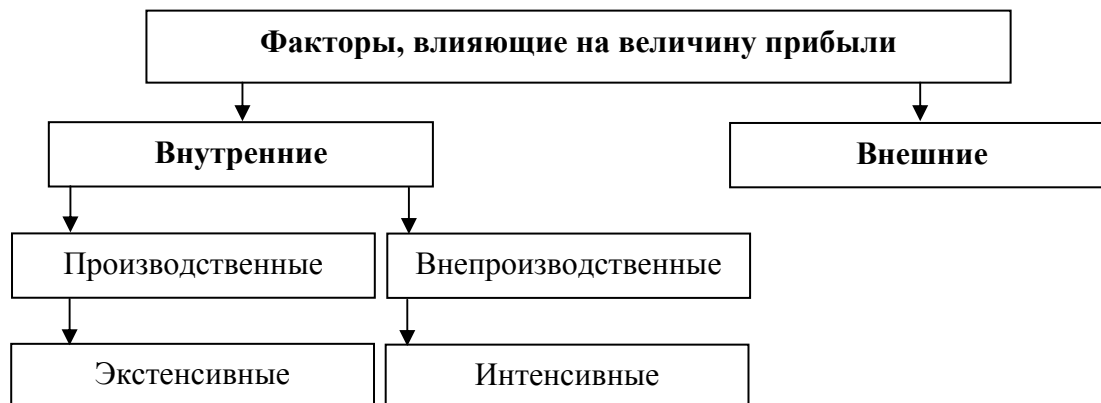 Факторы, влияющие на величину прибыли
Внутренние
Внешние
Производственные
Внепроизводственные
Экстенсивные
Интенсивные